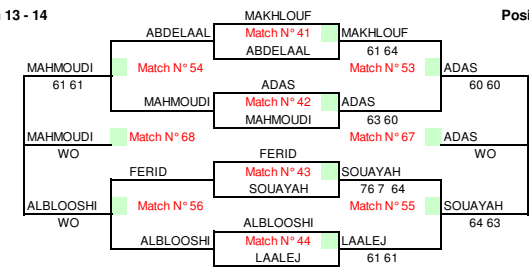 13 - 14 MAKHLOUF Posi
ABDELAAL Match N° 41 MAKHLOUF
ABDELAAL 61 64
MAHMOUDI Match N° 54 Match N° 53 ADAS
61 61 ADAS 60 60
MAHMOUDI Match N° 42 ADAS
MAHMOUDI 63 60
MAHMOUDI Match N° 68 Match N° 67 ADAS
WO FERID WO
FERID Match N° 43 SOUAYAH
SOUAYAH 76 7 64
ALBLOOSHI Match N° 56 Match N° 55 SOUAYAH
WO ALBLOOSHI 64 63
ALBLOOSHI Match N° 44 LAALEJ
LAALEJ 61 61